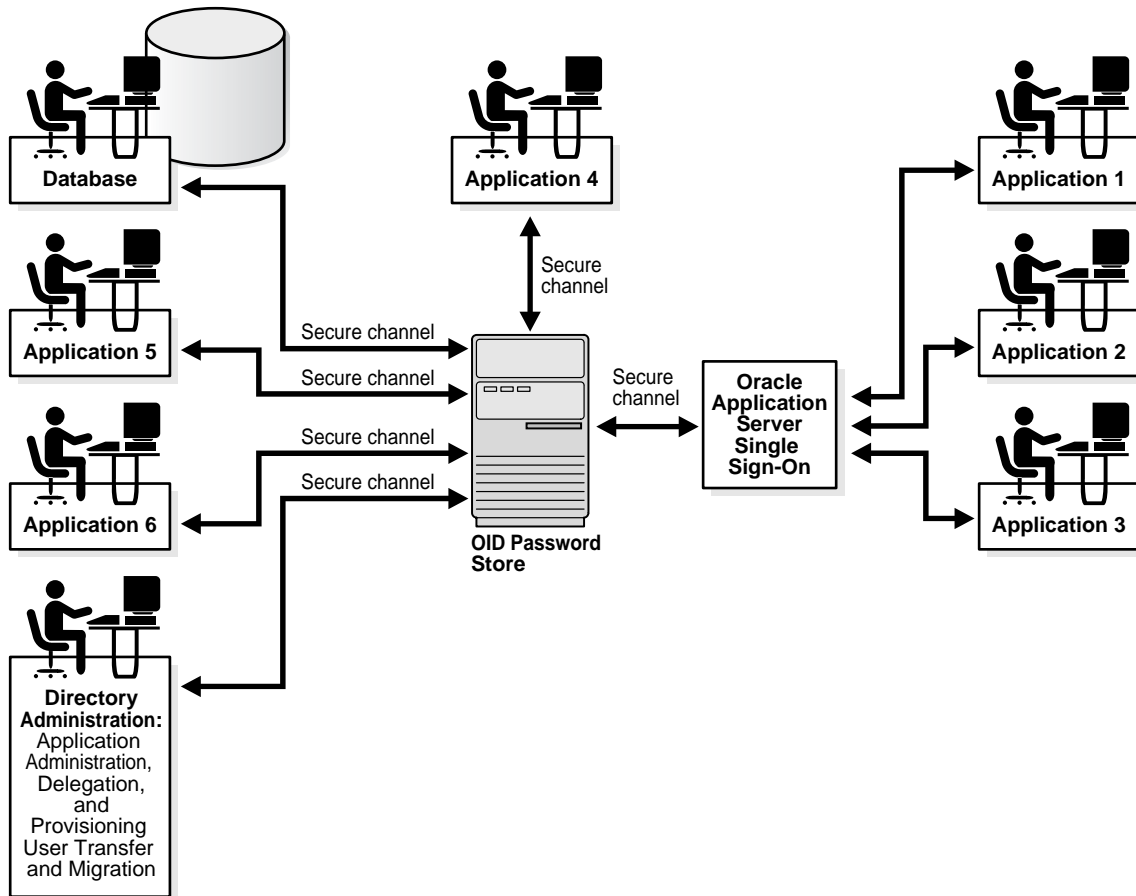 Database
Application 4
Application 1
Secure
channel
Application 5
Secure channel
Application 2
Secure channel
Secure
channel
Oracle
Application
Server
Single
Sign-On
Secure channel
Application 6
Secure channel
Application 3
OID Password
Store
Directory
Administration:
Application
Administration,
Delegation,
and
Provisioning
User Transfer
and Migration